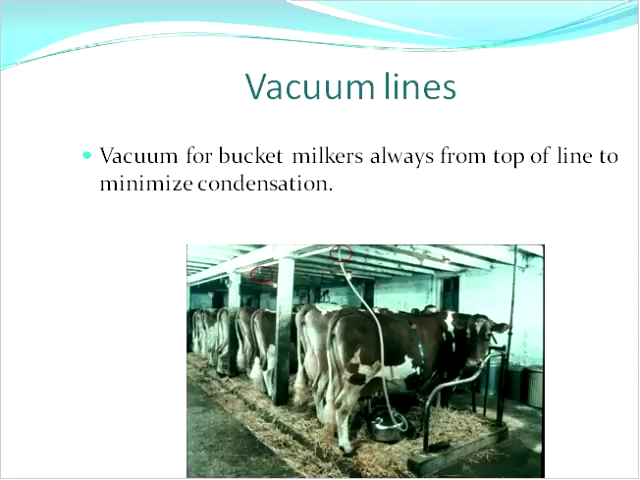 Vacuum lines
Vacuum for bucket milkers always from top of line to
minimize condensation.